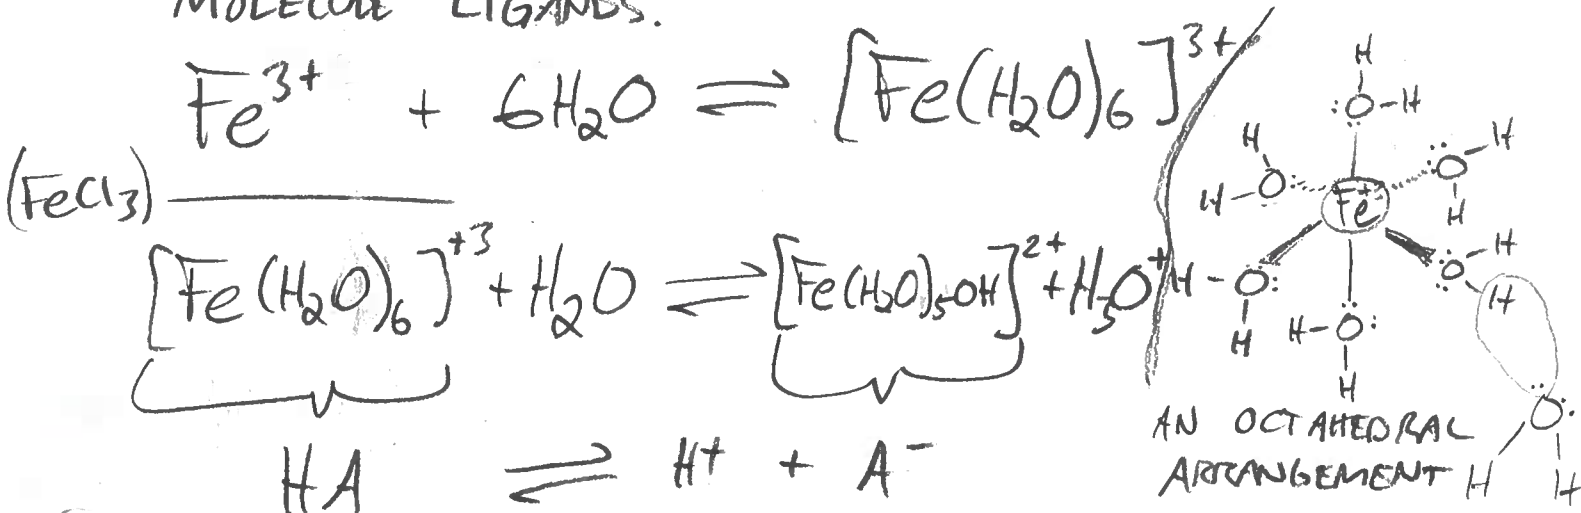 MOLECULE LIGANDS.
Fe³⁺ + 6H₂O ⇌ [Fe(H₂O)₆]³⁺
(FeCl₃)
[Fe(H₂O)₆]⁺³ + H₂O ⇌ [Fe(H₂O)₅OH]²⁺ + H₃O⁺
HA ⇌ H⁺ + A⁻
H
:O-H
H
H-O:
:O-H
H
Fe⁺
H-O:
H
H-O:
H
:O-H
H
AN OCTAHEDRAL
ARRANGEMENT
O:
H H